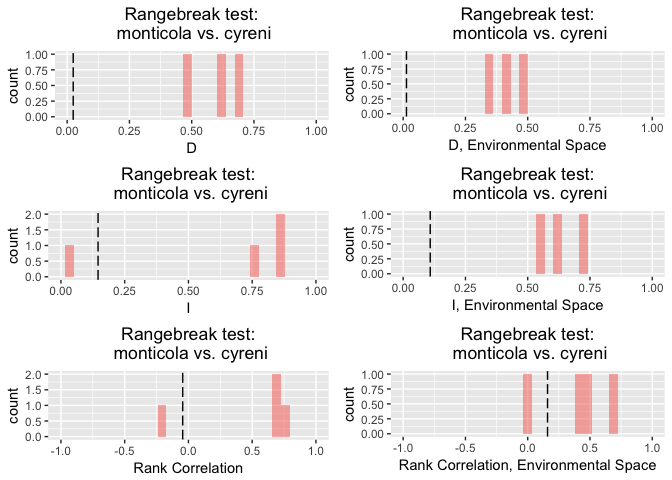 Rangebreak test:
monticola vs. cyreni
count
1.00
0.75
0.50
0.25
0.00
0.00 0.25 0.50 0.75 1.00
D
Rangebreak test:
monticola vs. cyreni
count
1.00
0.75
0.50
0.25
0.00
0.00 0.25 0.50 0.75 1.00
D, Environmental Space
Rangebreak test:
monticola vs. cyreni
count
2.0
1.5
1.0
0.5
0.0
0.00 0.25 0.50 0.75 1.00
I
Rangebreak test:
monticola vs. cyreni
count
1.00
0.75
0.50
0.25
0.00
0.00 0.25 0.50 0.75 1.00
I, Environmental Space
Rangebreak test:
monticola vs. cyreni
count
2.0
1.5
1.0
0.5
0.0
-1.0 -0.5 0.0 0.5 1.0
Rank Correlation
Rangebreak test:
monticola vs. cyreni
count
1.00
0.75
0.50
0.25
0.00
-1.0 -0.5 0.0 0.5 1.0
Rank Correlation, Environmental Space